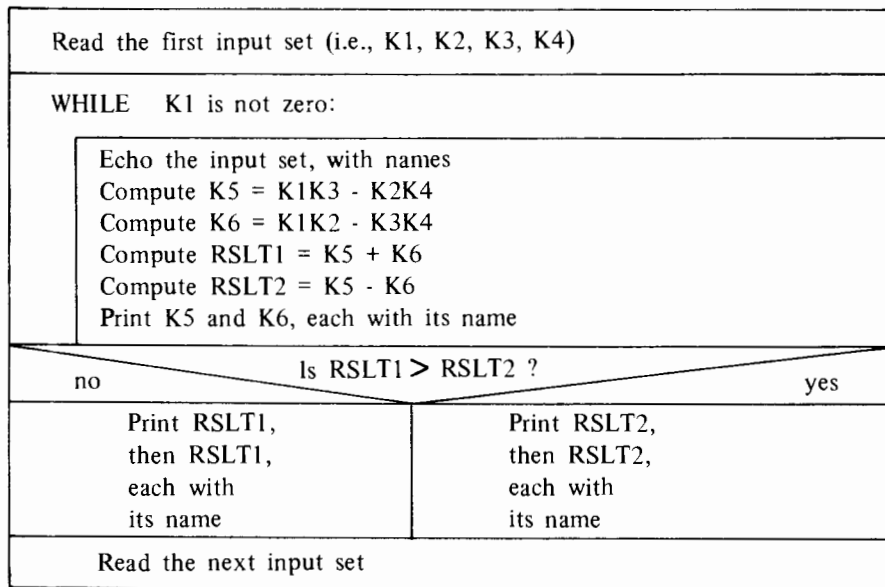 Read the first input set (i.e., K1, K2, K3, K4)
WHILE K1 is not zero:
Echo the input set, with names
Compute K5 = K1K3 - K2K4
Compute K6 = K1K2 - K3K4
Compute RSLT1 = K5 + K6
Compute RSLT2 = K5 - K6
Print K5 and K6, each with its name
Is RSLT1 > RSLT2 ?
no
yes
Print RSLT1,
then RSLT1,
each with
its name
Print RSLT2,
then RSLT2,
each with
its name
Read the next input set